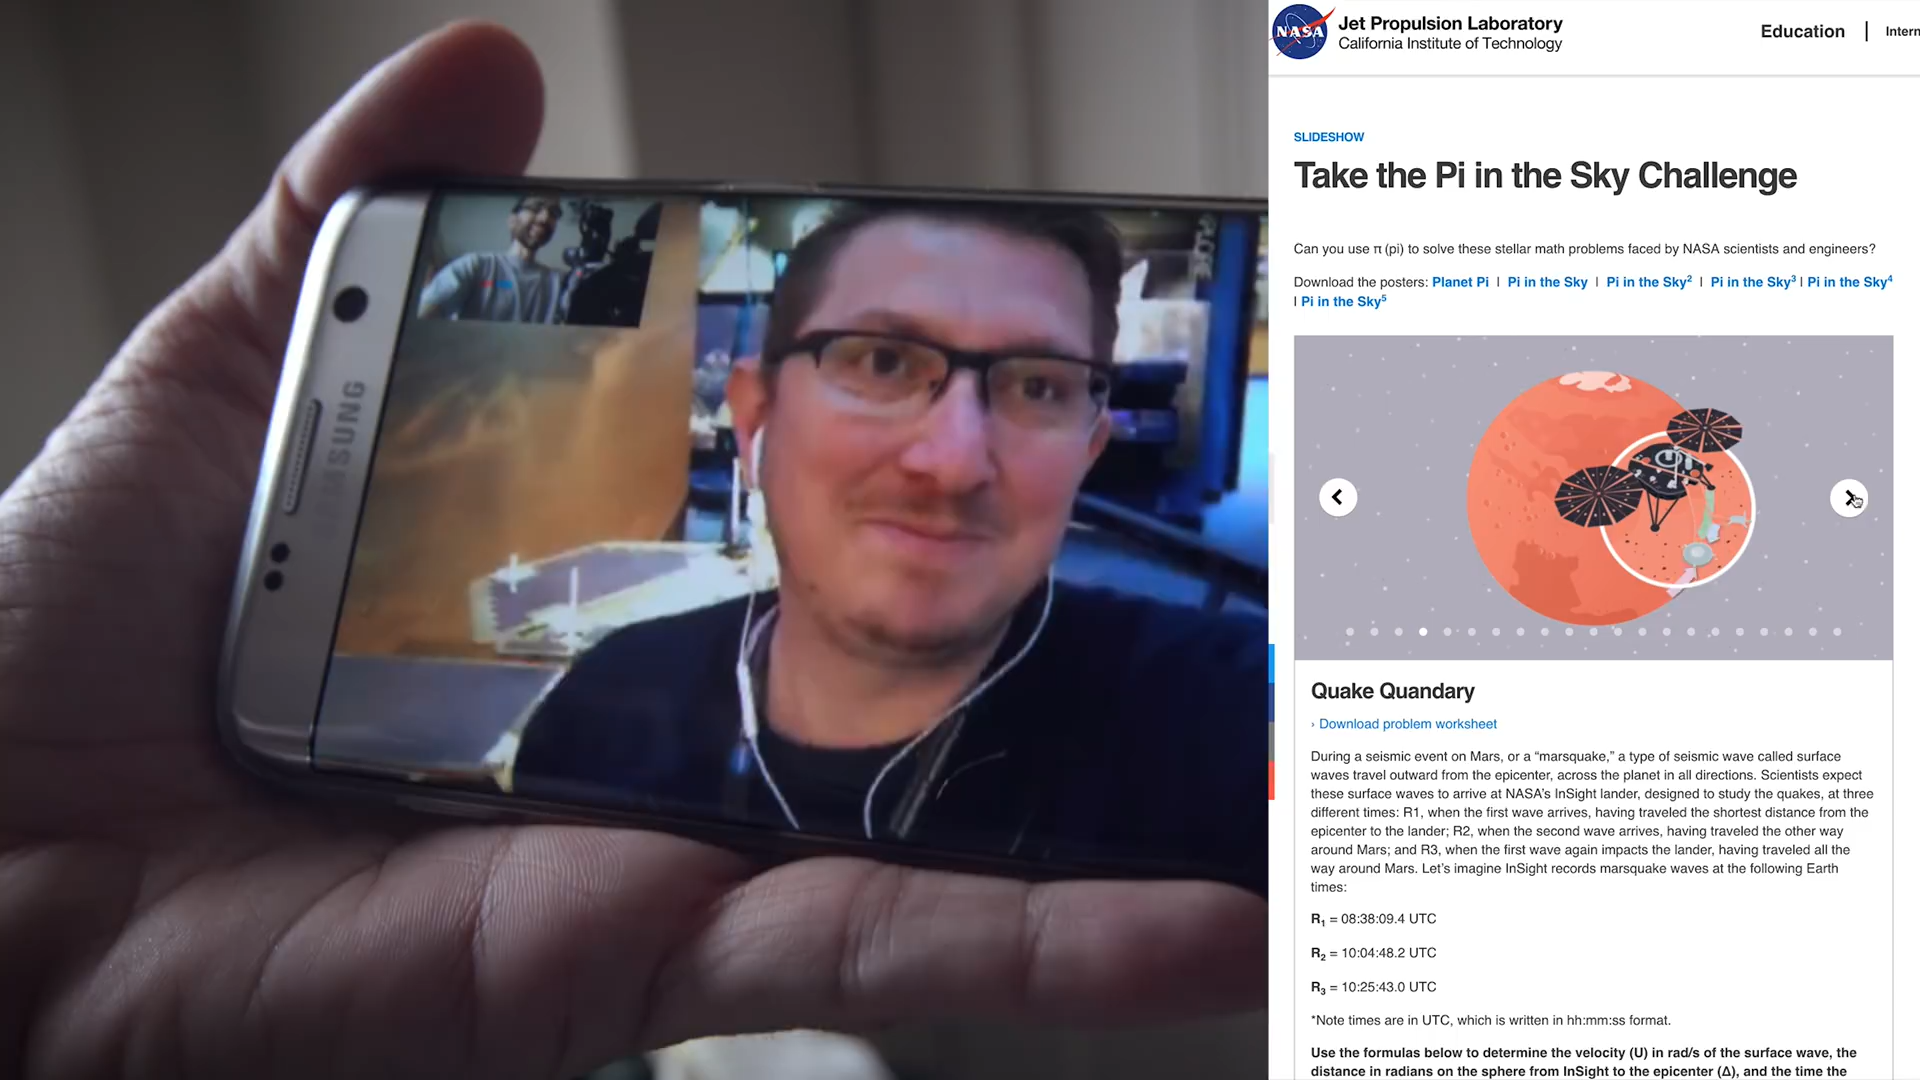 SAMSUNG
NASA
Jet Propulsion Laboratory
California Institute of Technology
Education | Intern
SLIDESHOW
Take the Pi in the Sky Challenge
Can you use π (pi) to solve these stellar math problems faced by NASA scientists and engineers?
Download the posters: Planet Pi | Pi in the Sky | Pi in the Sky² | Pi in the Sky³ | Pi in the Sky⁴
| Pi in the Sky⁵
Quake Quandary
› Download problem worksheet
During a seismic event on Mars, or a “marsquake,” a type of seismic wave called surface
waves travel outward from the epicenter, across the planet in all directions. Scientists expect
these surface waves to arrive at NASA’s InSight lander, designed to study the quakes, at three
different times: R1, when the first wave arrives, having traveled the shortest distance from the
epicenter to the lander; R2, when the second wave arrives, having traveled the other way
around Mars; and R3, when the first wave again impacts the lander, having traveled all the
way around Mars. Let’s imagine InSight records marsquake waves at the following Earth
times:
R₁ = 08:38:09.4 UTC
R₂ = 10:04:48.2 UTC
R₃ = 10:25:43.0 UTC
*Note times are in UTC, which is written in hh:mm:ss format.
Use the formulas below to determine the velocity (U) in rad/s of the surface wave, the
distance in radians on the sphere from InSight to the epicenter (Δ), and the time the